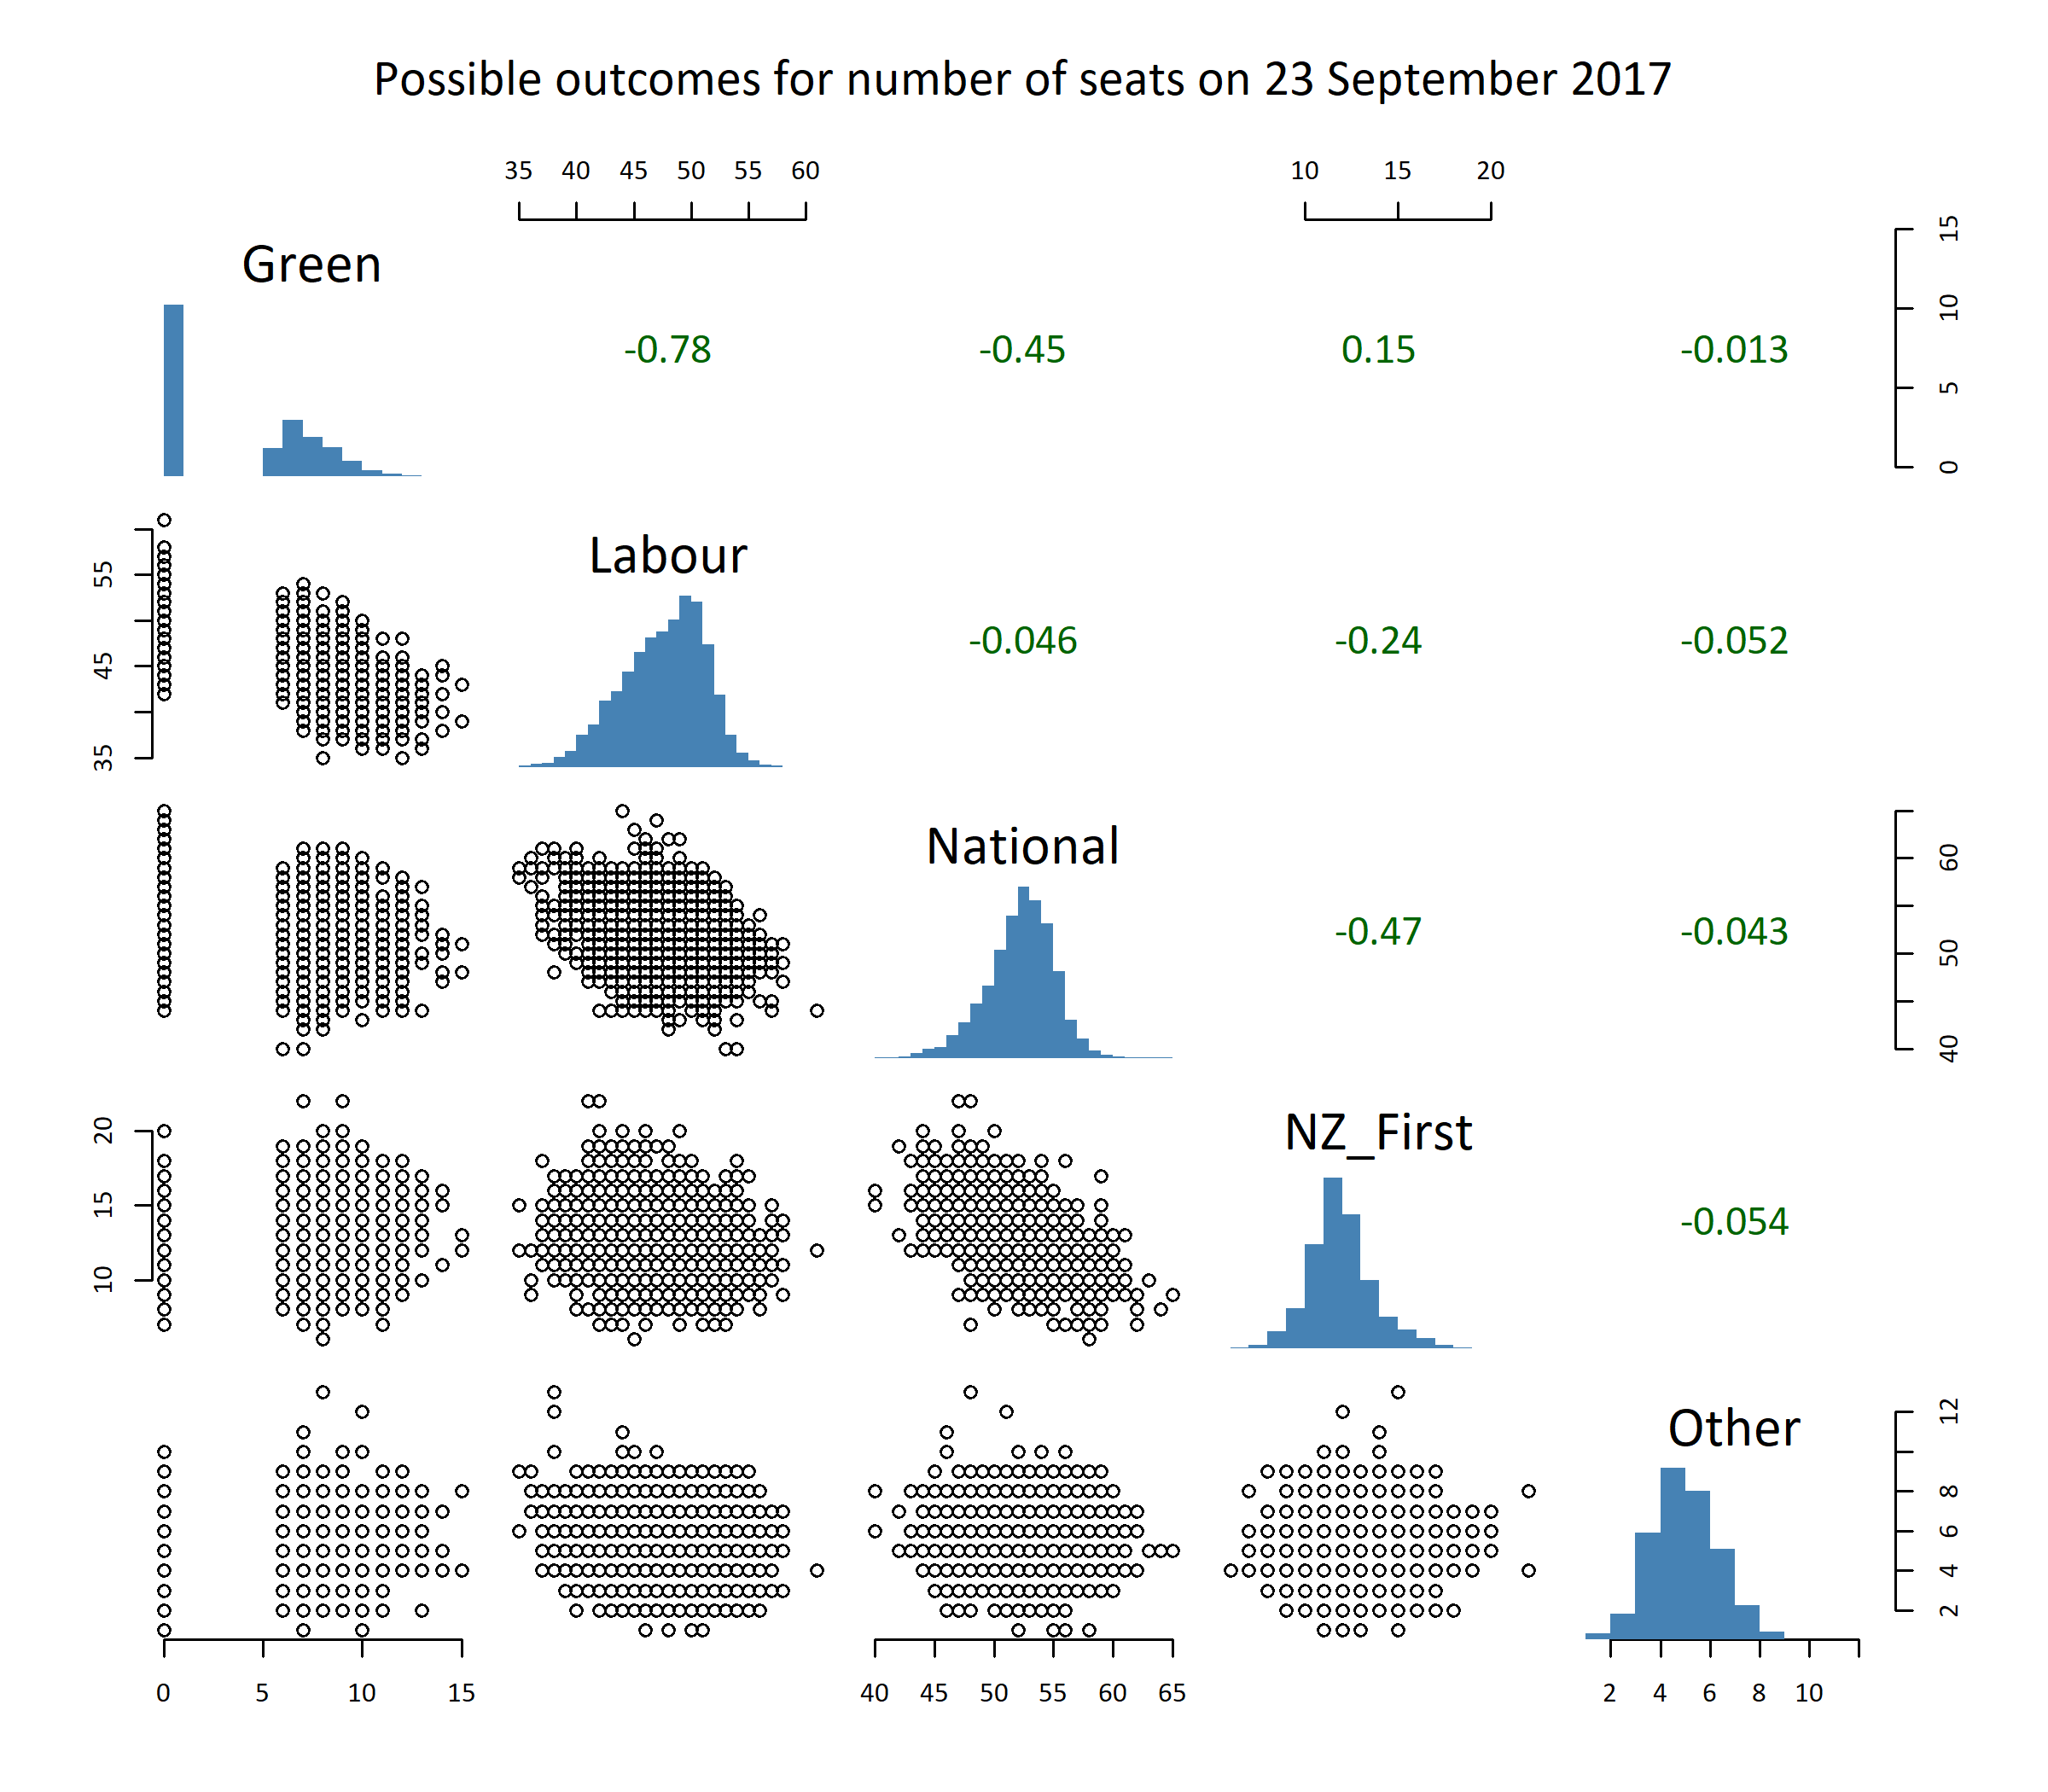 Possible outcomes for number of seats on 23 September 2017
35 40 45 50 55 60
10 15 20
Green
-0.78 -0.45 0.15 -0.013
0 5 10 15
35 45 55
Labour
-0.046 -0.24 -0.052
National
-0.47 -0.043
40 50 60
10 15 20
NZ_First
-0.054
Other
2 4 6 8 12
0 5 10 15
40 45 50 55 60 65
2 4 6 8 10